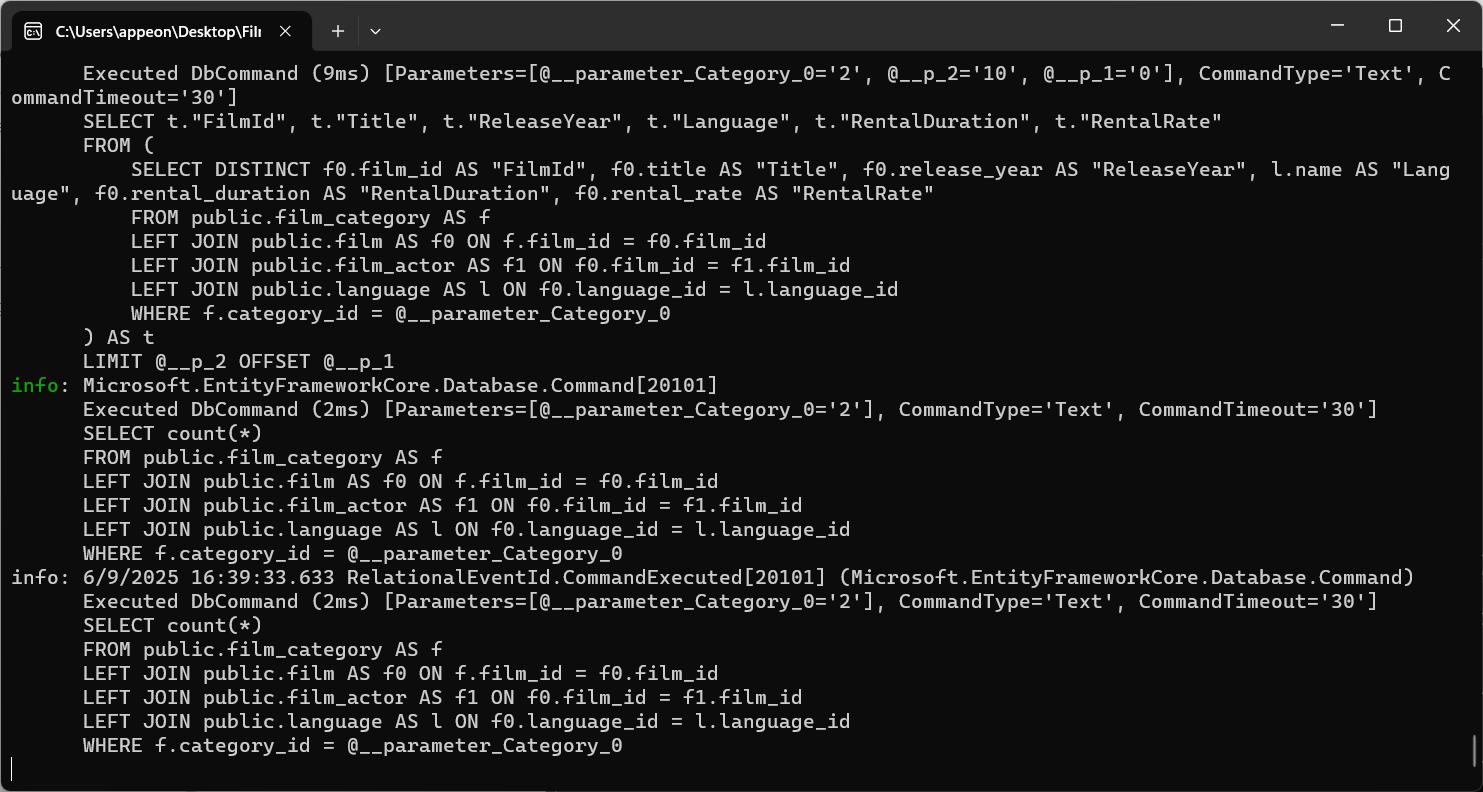 C:\Users\appeon\Desktop\Filr
Executed DbCommand (9ms) [Parameters=[@__parameter_Category_0='2', @__p_2='10', @__p_1='0'], CommandType='Text', C
ommandTimeout='30']
SELECT t."FilmId", t."Title", t."ReleaseYear", t."Language", t."RentalDuration", t."RentalRate"
FROM (
SELECT DISTINCT f0.film_id AS "FilmId", f0.title AS "Title", f0.release_year AS "ReleaseYear", l.name AS "Lang
uage", f0.rental_duration AS "RentalDuration", f0.rental_rate AS "RentalRate"
FROM public.film_category AS f
LEFT JOIN public.film AS f0 ON f.film_id = f0.film_id
LEFT JOIN public.film_actor AS f1 ON f0.film_id = f1.film_id
LEFT JOIN public.language AS l ON f0.language_id = l.language_id
WHERE f.category_id = @__parameter_Category_0
) AS t
LIMIT @__p_2 OFFSET @__p_1
info: Microsoft.EntityFrameworkCore.Database.Command[20101]
Executed DbCommand (2ms) [Parameters=[@__parameter_Category_0='2'], CommandType='Text', CommandTimeout='30']
SELECT count(*)
FROM public.film_category AS f
LEFT JOIN public.film AS f0 ON f.film_id = f0.film_id
LEFT JOIN public.film_actor AS f1 ON f0.film_id = f1.film_id
LEFT JOIN public.language AS l ON f0.language_id = l.language_id
WHERE f.category_id = @__parameter_Category_0
info: 6/9/2025 16:39:33.633 RelationalEventId.CommandExecuted[20101] (Microsoft.EntityFrameworkCore.Database.Command)
Executed DbCommand (2ms) [Parameters=[@__parameter_Category_0='2'], CommandType='Text', CommandTimeout='30']
SELECT count(*)
FROM public.film_category AS f
LEFT JOIN public.film AS f0 ON f.film_id = f0.film_id
LEFT JOIN public.film_actor AS f1 ON f0.film_id = f1.film_id
LEFT JOIN public.language AS l ON f0.language_id = l.language_id
WHERE f.category_id = @__parameter_Category_0